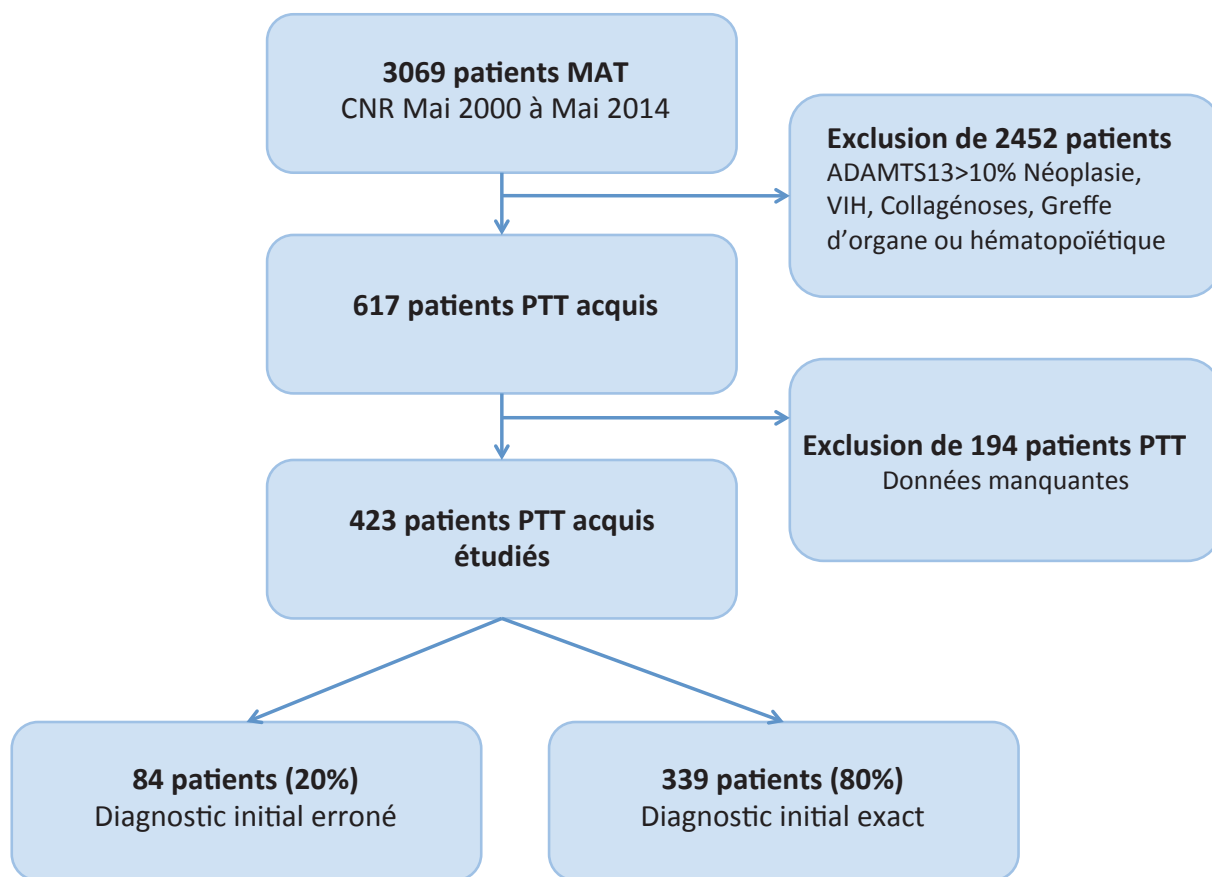 3069 patients MAT
CNR Mai 2000 à Mai 2014
Exclusion de 2452 patients
ADAMTS13>10% Néoplasie,
VIH, Collagénoses, Greffe
d’organe ou hématopoïétique
617 patients PTT acquis
Exclusion de 194 patients PTT
Données manquantes
423 patients PTT acquis
étudiés
84 patients (20%)
Diagnostic initial erroné
339 patients (80%)
Diagnostic initial exact